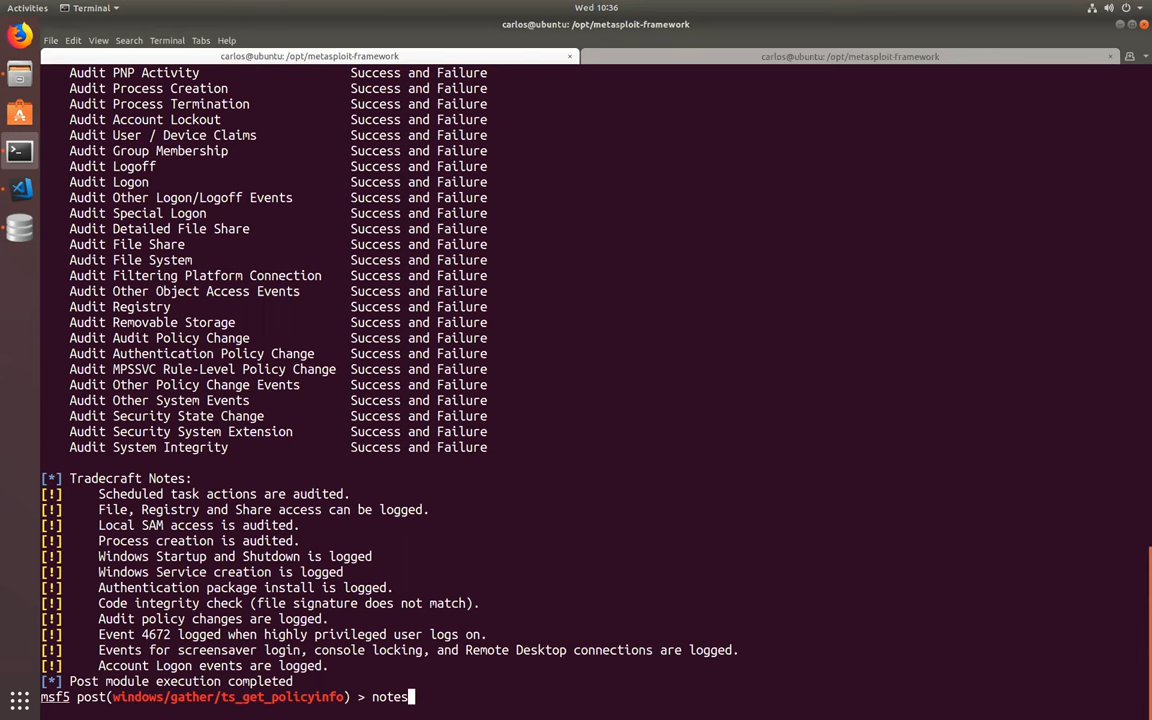 Activities
Terminal
Wed 10:36
carlos@ubuntu: /opt/metasploit-framework
File Edit View Search Terminal Tabs Help
carlos@ubuntu: /opt/metasploit-framework
carlos@ubuntu: /opt/metasploit-framework
Audit PNP Activity Success and Failure
Audit Process Creation Success and Failure
Audit Process Termination Success and Failure
Audit Account Lockout Success and Failure
Audit User / Device Claims Success and Failure
Audit Group Membership Success and Failure
Audit Logoff Success and Failure
Audit Logon Success and Failure
Audit Other Logon/Logoff Events Success and Failure
Audit Special Logon Success and Failure
Audit Detailed File Share Success and Failure
Audit File Share Success and Failure
Audit File System Success and Failure
Audit Filtering Platform Connection Success and Failure
Audit Other Object Access Events Success and Failure
Audit Registry Success and Failure
Audit Removable Storage Success and Failure
Audit Audit Policy Change Success and Failure
Audit Authentication Policy Change Success and Failure
Audit MPSSVC Rule-Level Policy Change Success and Failure
Audit Other Policy Change Events Success and Failure
Audit Other System Events Success and Failure
Audit Security State Change Success and Failure
Audit Security System Extension Success and Failure
Audit System Integrity Success and Failure
[*] Tradecraft Notes:
[!] Scheduled task actions are audited.
[!] File, Registry and Share access can be logged.
[!] Local SAM access is audited.
[!] Process creation is audited.
[!] Windows Startup and Shutdown is logged
[!] Windows Service creation is logged
[!] Authentication package install is logged.
[!] Code integrity check (file signature does not match).
[!] Audit policy changes are logged.
[!] Event 4672 logged when highly privileged user logs on.
[!] Events for screensaver login, console locking, and Remote Desktop connections are logged.
[!] Account Logon events are logged.
[*] Post module execution completed
msf5 post(windows/gather/ts_get_policyinfo) > notes